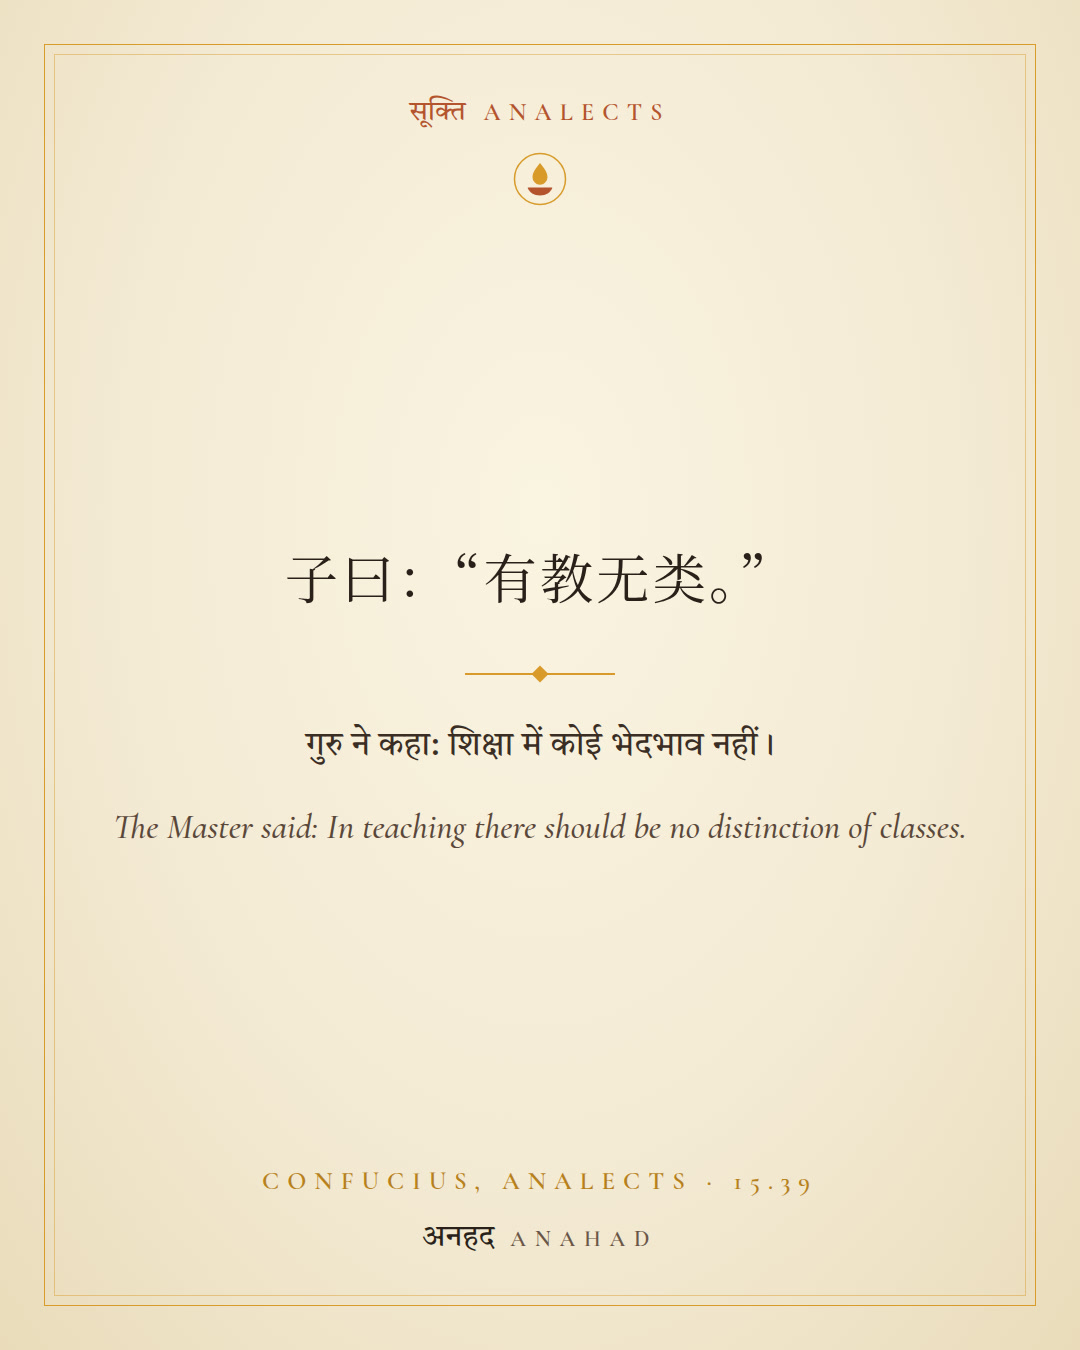 सूक्ति ANALECTS
子曰：“有教无类。”
गुरु ने कहा: शिक्षा में कोई भेदभाव नहीं।
The Master said: In teaching there should be no distinction of classes.
CONFUCIUS, ANALECTS · 15.39
अनहद ANAHAD